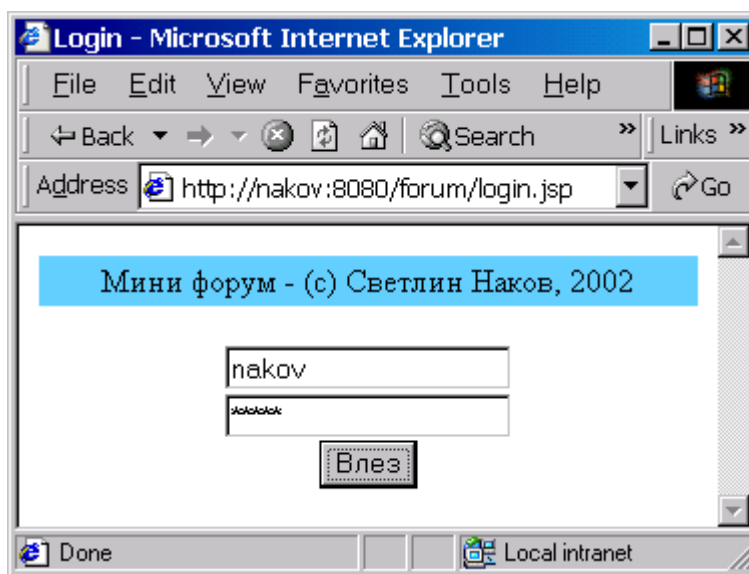 Login - Microsoft Internet Explorer
File Edit View Favorites Tools Help
Back Search » Links »
Address http://nakov:8080/forum/login.jsp Go
Мини форум - (c) Светлин Наков, 2002
nakov
*****
Влез
Done Local intranet